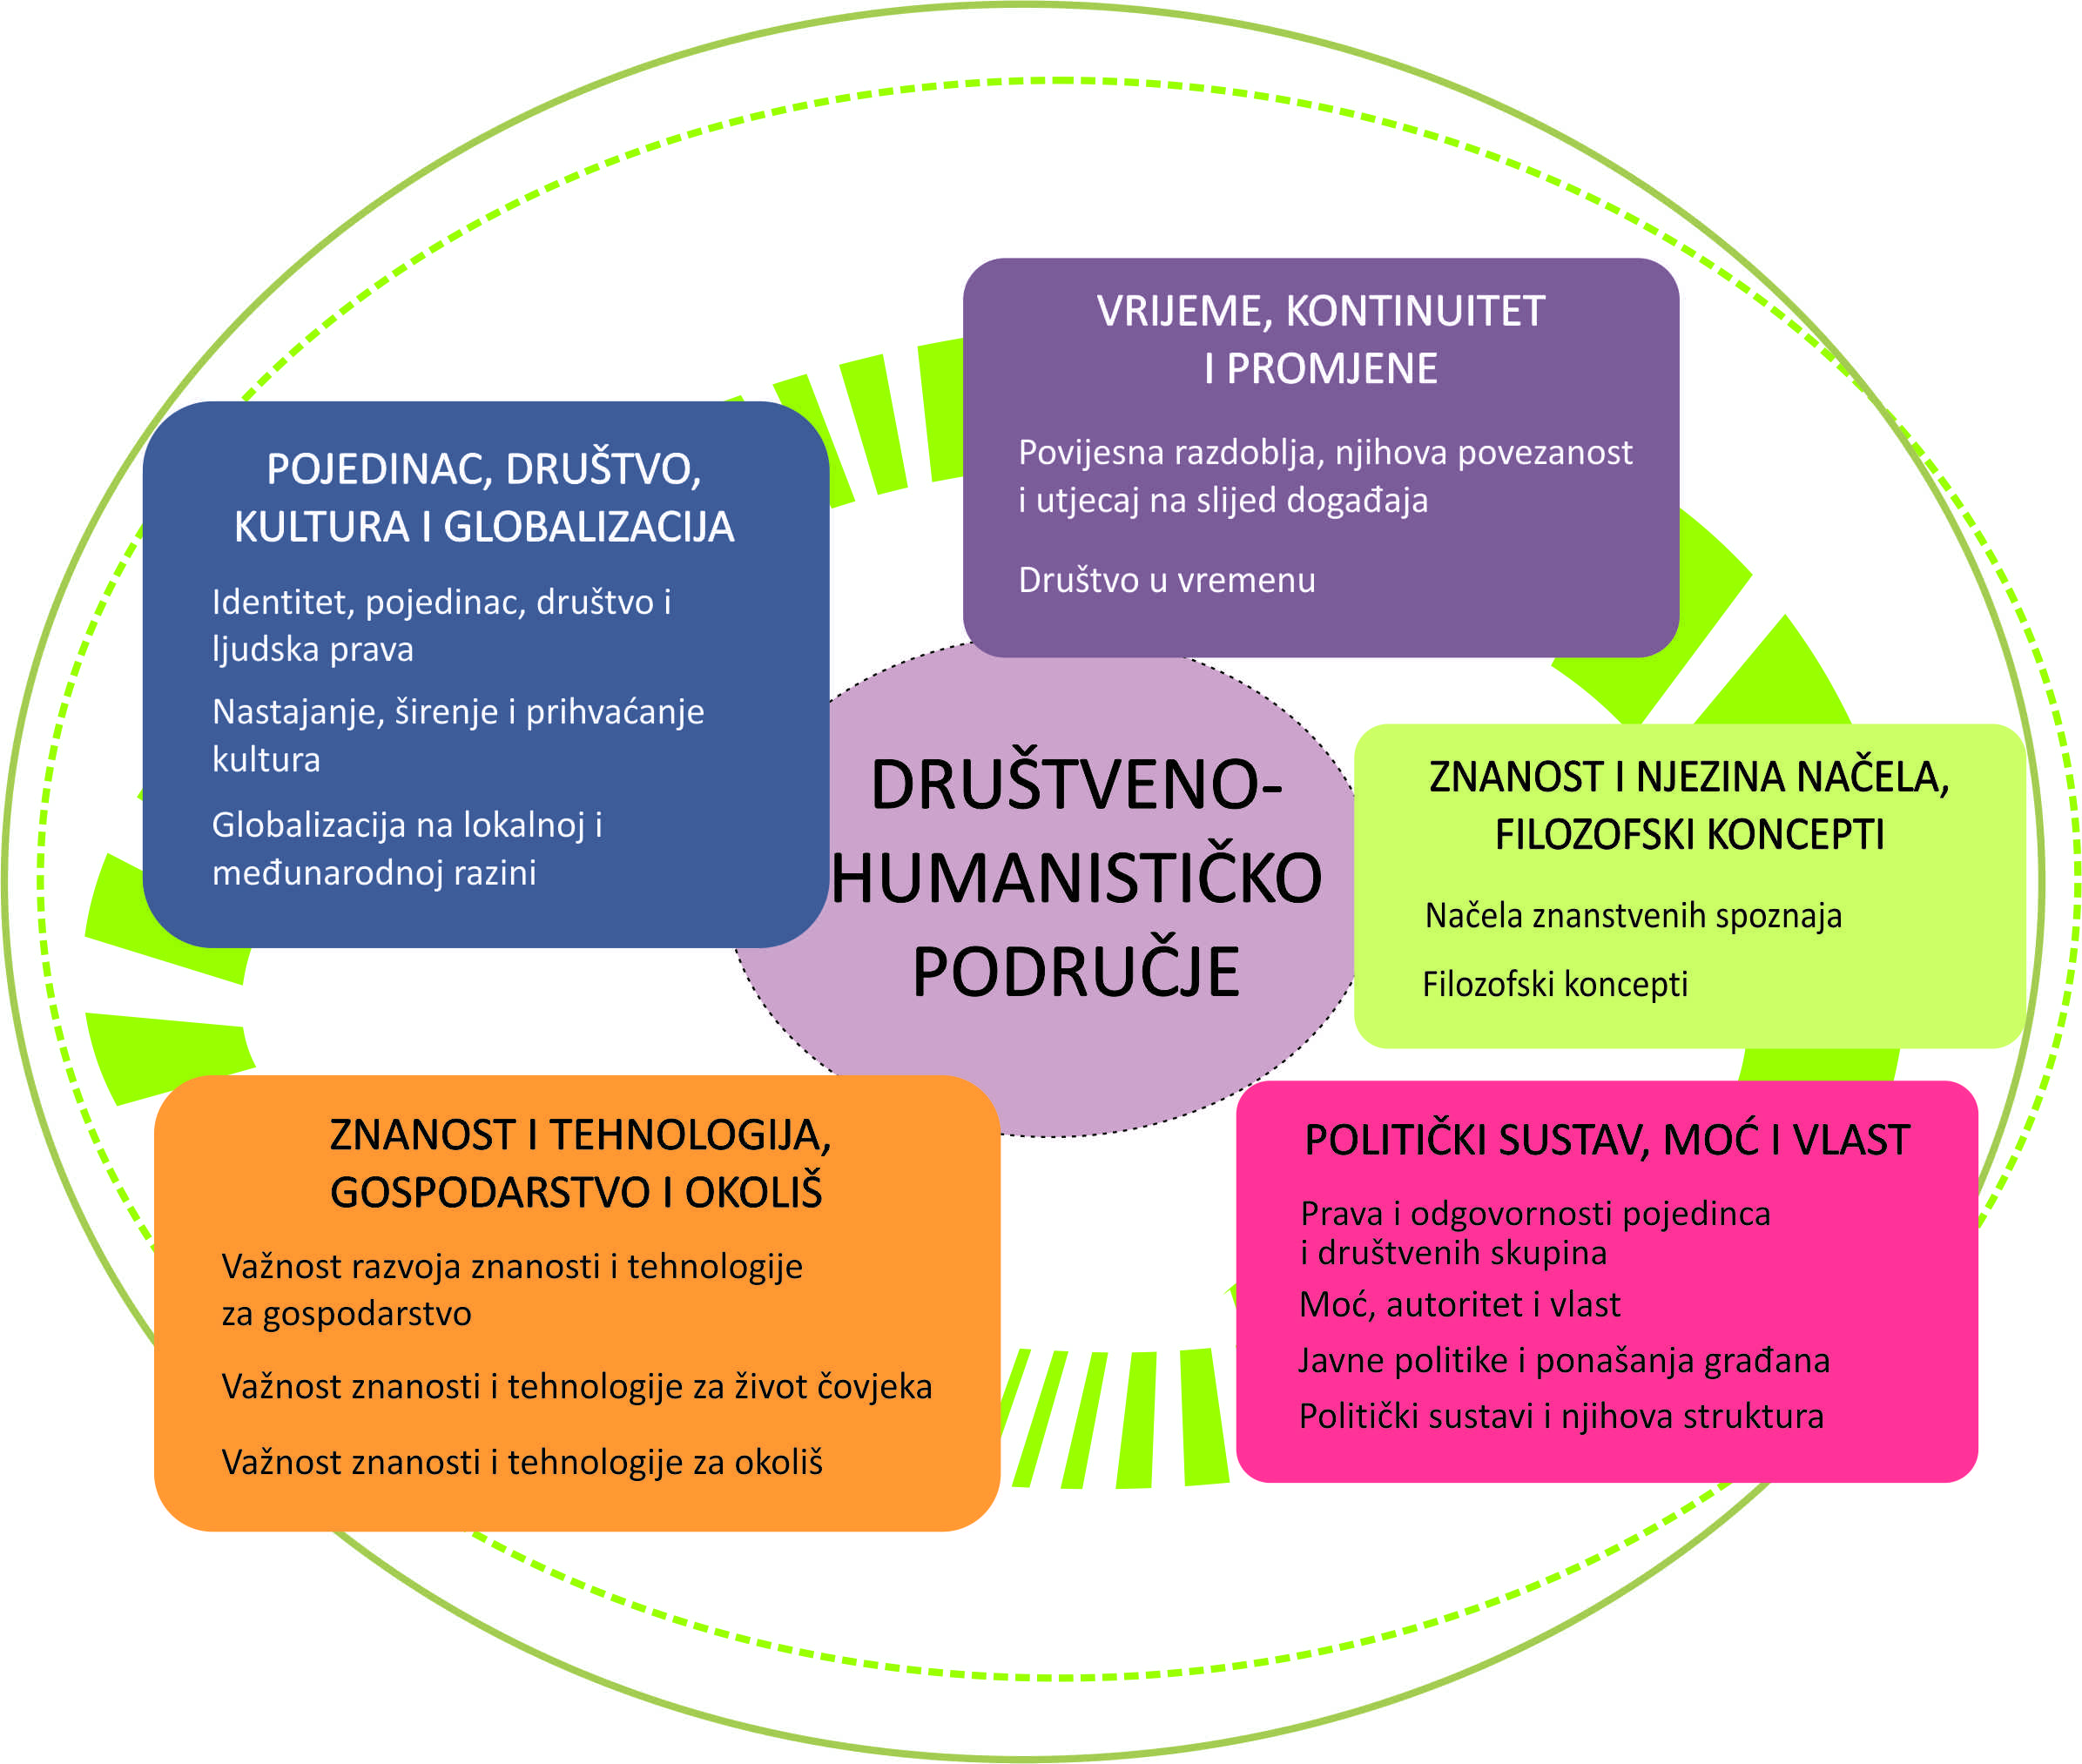 VRIJEME, KONTINUITET
I PROMJENE
Povijesna razdoblja, njihova povezanost
i utjecaj na slijed događaja
Društvo u vremenu
POJEDINAC, DRUŠTVO,
KULTURA I GLOBALIZACIJA
Identitet, pojedinac, društvo i
ljudska prava
Nastajanje, širenje i prihvaćanje
kultura
Globalizacija na lokalnoj i
međunarodnoj razini
DRUŠTVENO-
HUMANISTIČKO
PODRUČJE
ZNANOST I NJEZINA NAČELA,
FILOZOFSKI KONCEPTI
Načela znanstvenih spoznaja
Filozofski koncepti
ZNANOST I TEHNOLOGIJA,
GOSPODARSTVO I OKOLIŠ
Važnost razvoja znanosti i tehnologije
za gospodarstvo
Važnost znanosti i tehnologije za život čovjeka
Važnost znanosti i tehnologije za okoliš
POLITIČKI SUSTAV, MOĆ I VLAST
Prava i odgovornosti pojedinca
i društvenih skupina
Moć, autoritet i vlast
Javne politike i ponašanja građana
Politički sustavi i njihova struktura